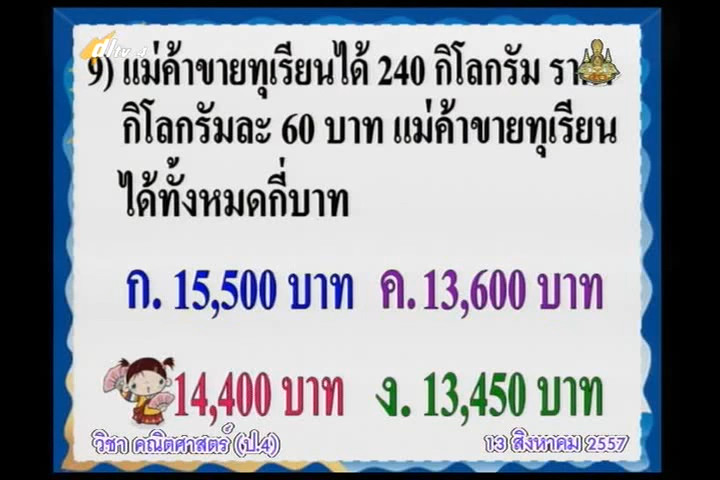 dltv 4
9) แม่ค้าขายทุเรียนได้ 240 กิโลกรัม
กิโลกรัมละ 60 บาท แม่ค้าขายทุเรียน
ได้ทั้งหมดกี่บาท
ก. 15,500 บาท ค. 13,600 บาท
14,400 บาท ง. 13,450 บาท
วิชา คณิตศาสตร์ (ป.4) 13 สิงหาคม 2557